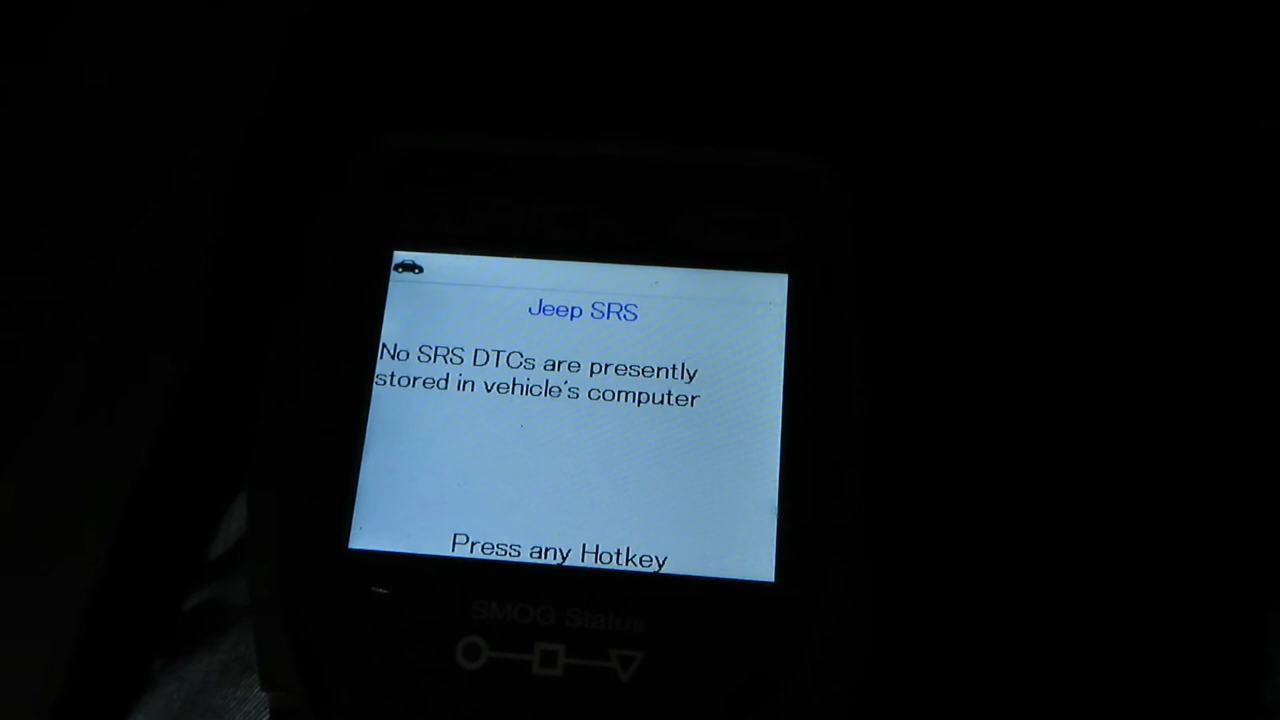 Jeep SRS
No SRS DTCs are presently
stored in vehicle's computer
Press any Hotkey
SMOG Status